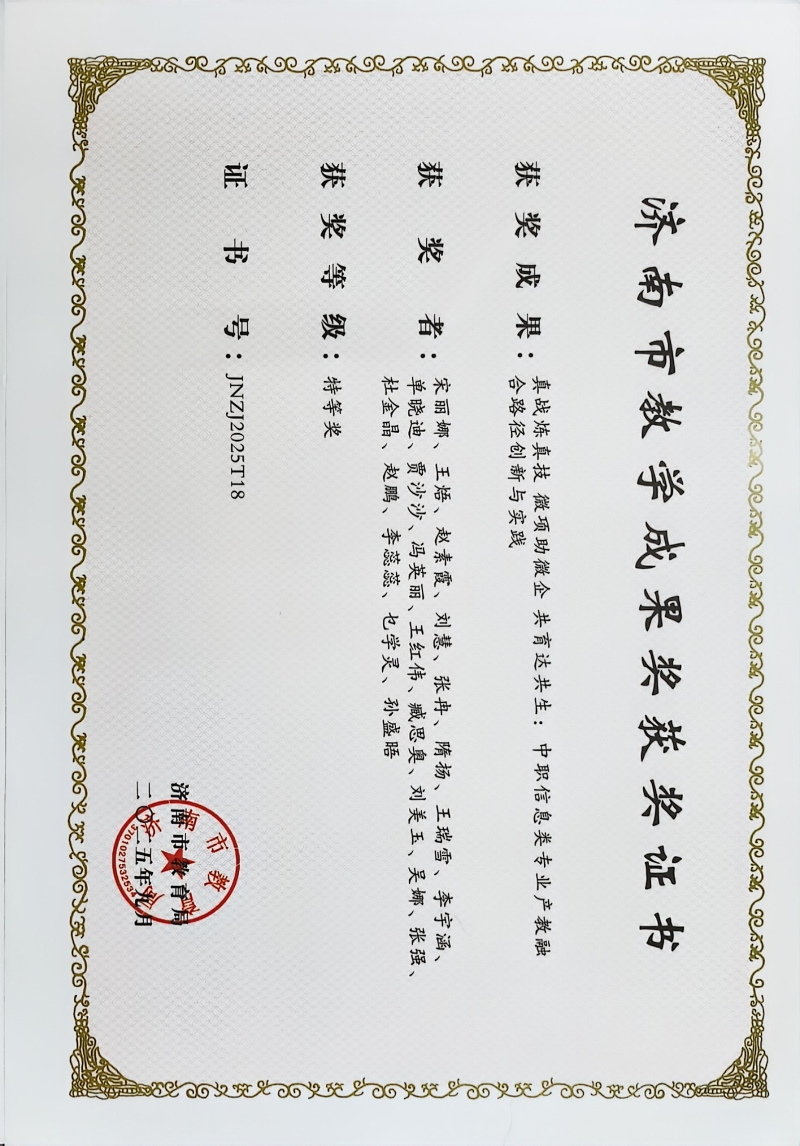 济南市教学成果奖获奖证书
获奖成果：真战炼真技 微项助微企 共育达共生：中职信息类专业产教融
合路径创新与实践
获奖者：宋丽娜、王焐、赵素霞、刘慧、张冉、隋扬、王瑞雪、李宇涵、
单晓迪、贾沙沙、冯英丽、王红伟、臧思奥、刘美玉、吴娜、张强、
杜金晶、赵鹏、李蕊蕊、乜学灵、孙盛晤
获奖等级：特等奖
证书号：JNZJ2025T18
济南市教育局
二〇二五年九月